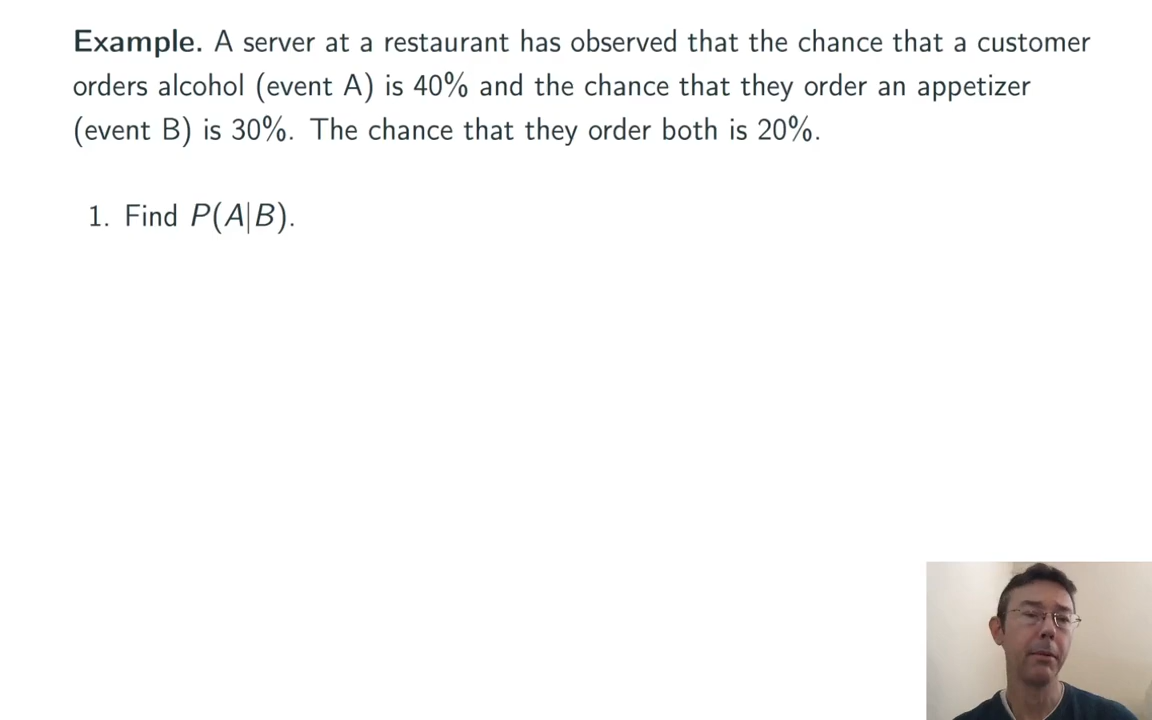 Example. A server at a restaurant has observed that the chance that a customer
orders alcohol (event A) is 40% and the chance that they order an appetizer
(event B) is 30%. The chance that they order both is 20%.
1. Find P(A|B).